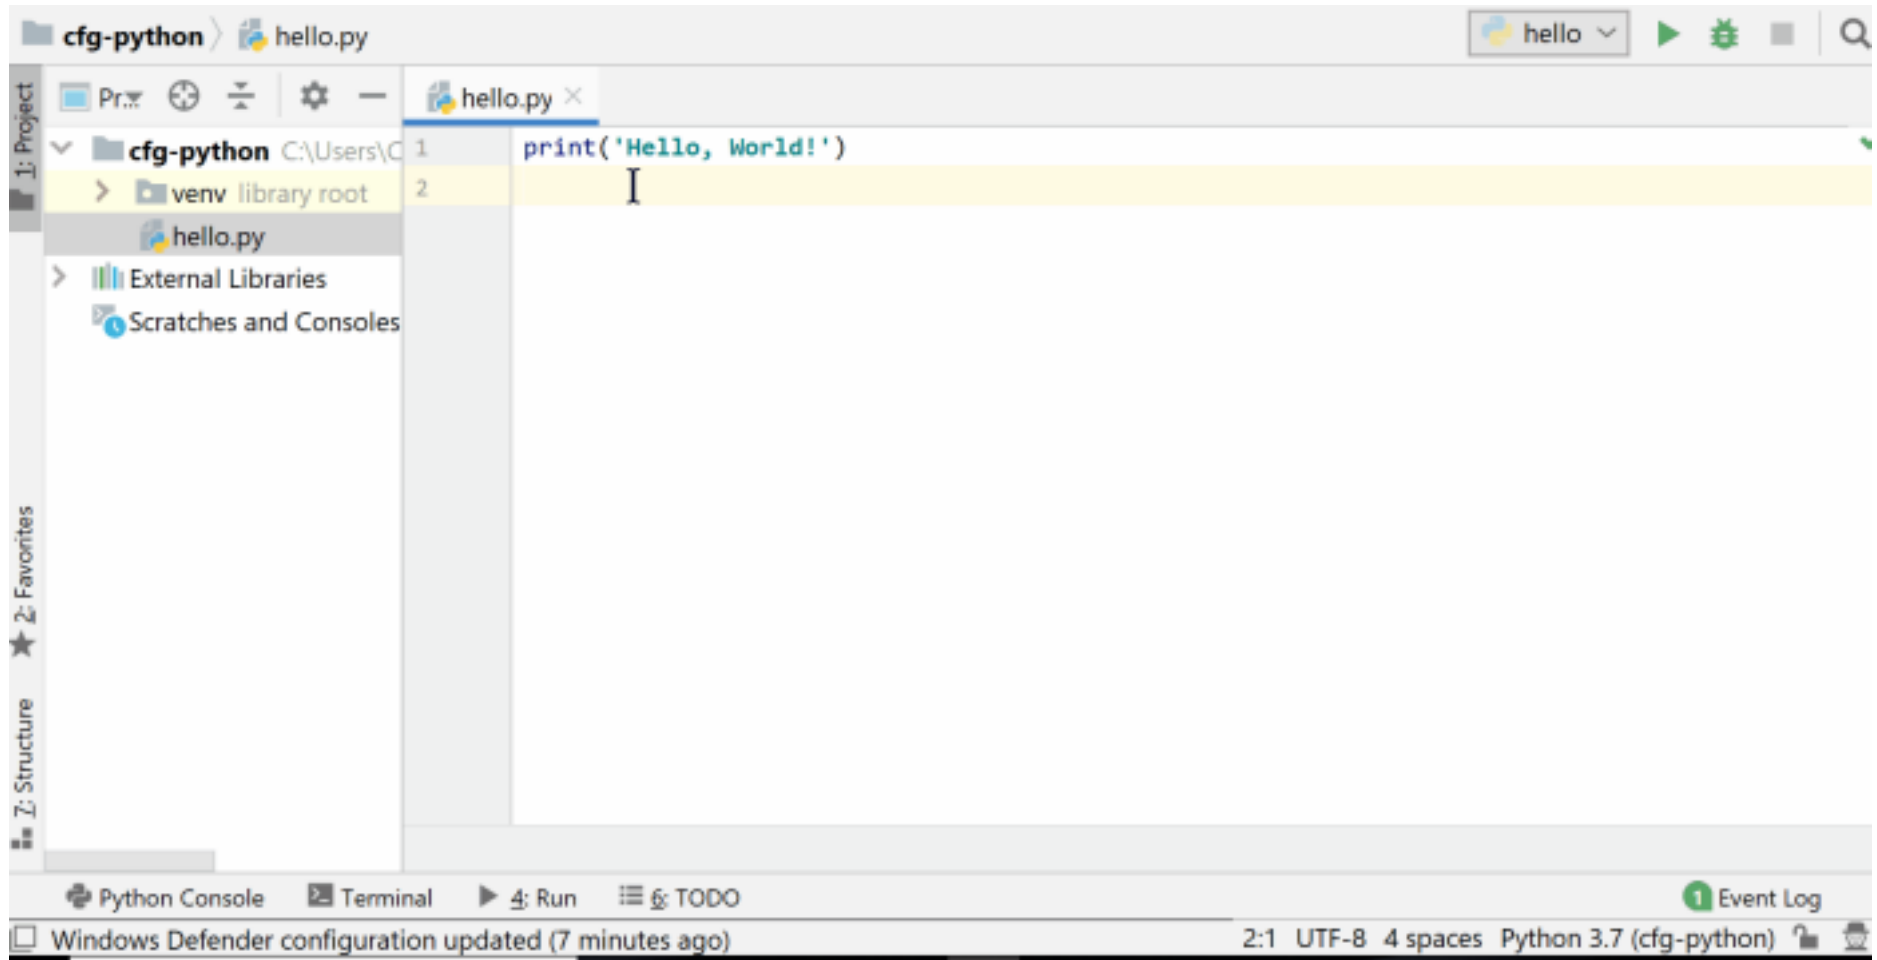 cfg-python hello.py
hello
1: Project
Pr...
hello.py
cfg-python C:\Users\C
venv library root
hello.py
External Libraries
Scratches and Consoles
1 print('Hello, World!')
2
2: Favorites
7: Structure
Python Console Terminal 4: Run 6: TODO
1 Event Log
Windows Defender configuration updated (7 minutes ago)
2:1 UTF-8 4 spaces Python 3.7 (cfg-python)